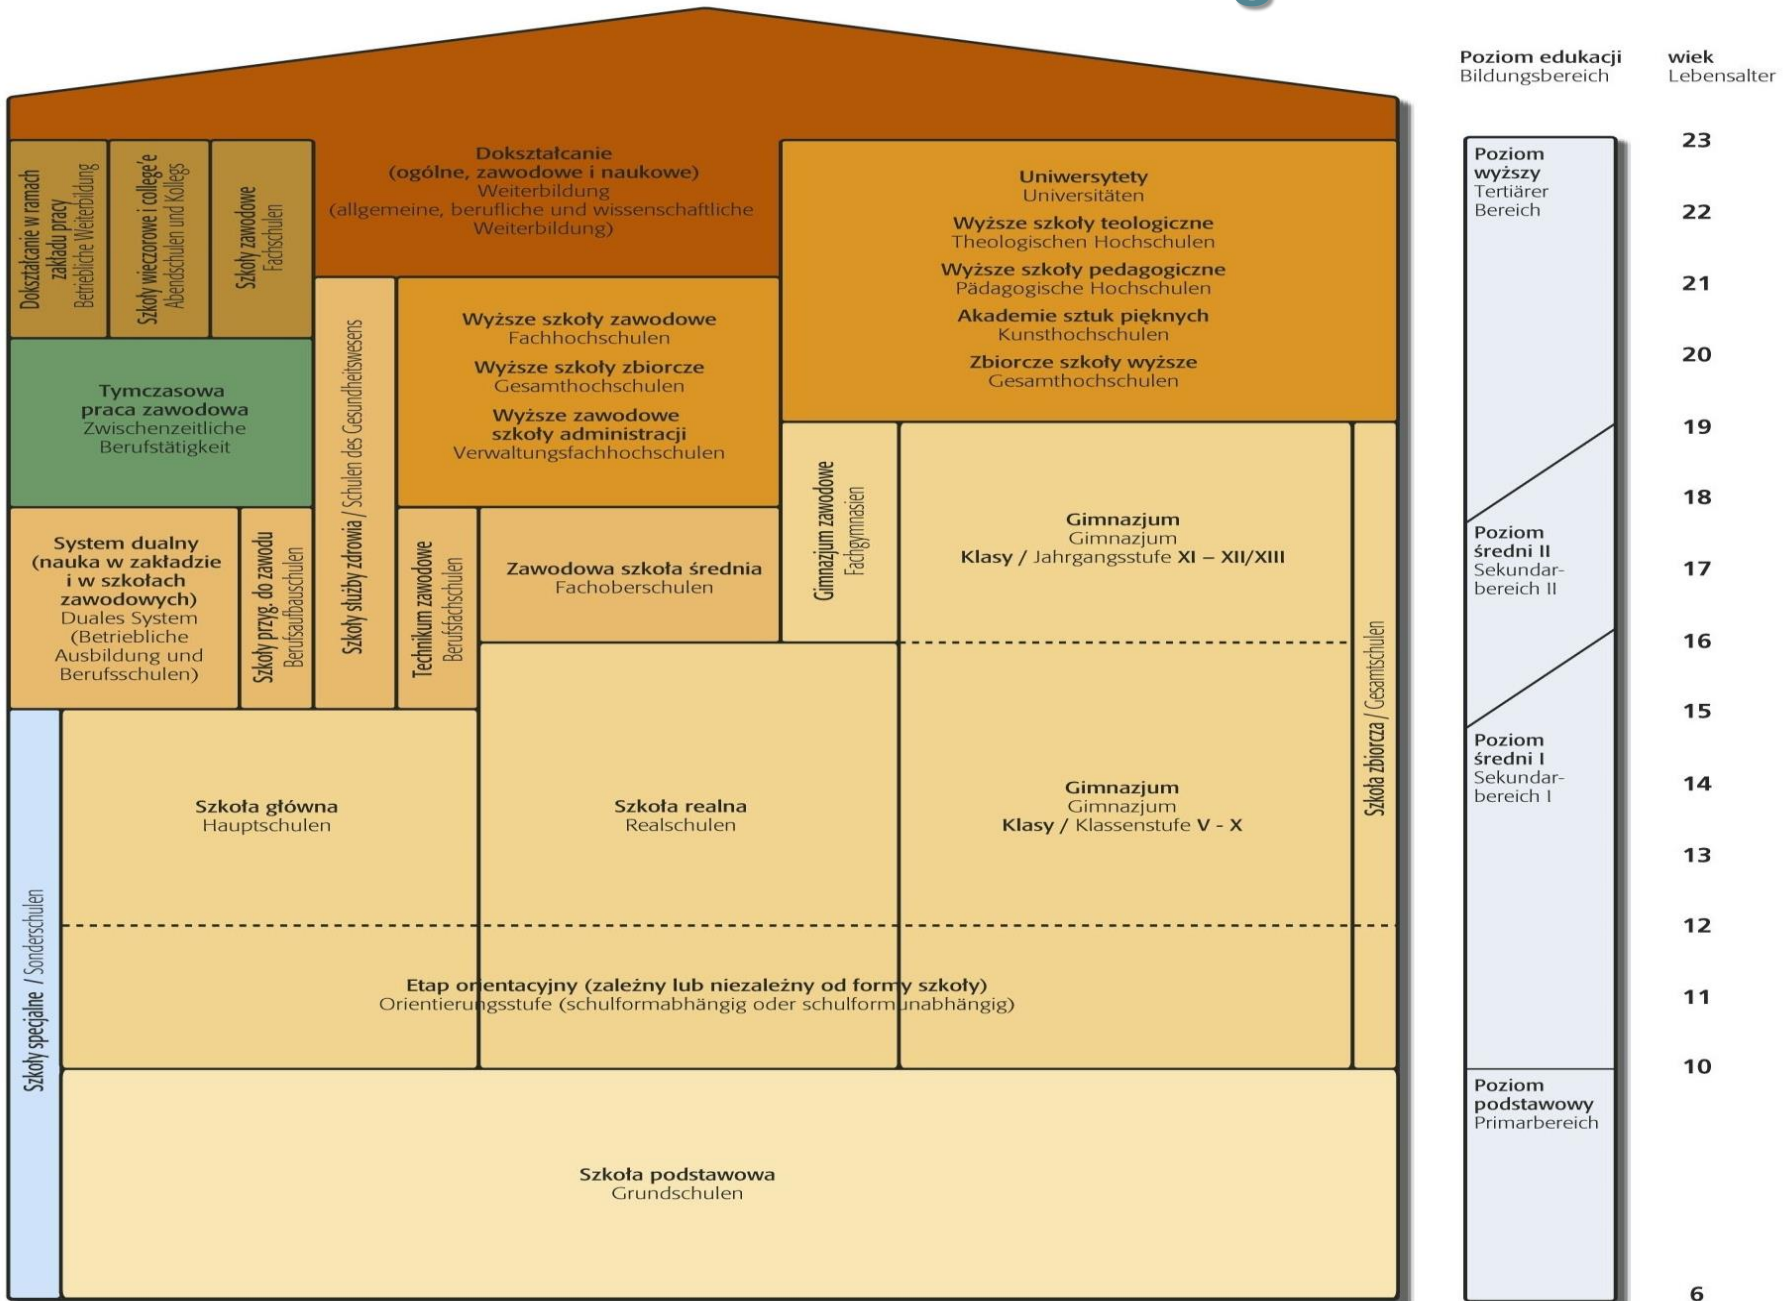 Poziom edukacji
Bildungsbereich
wiek
Lebensalter
Dokształcanie w ramach
zakładu pracy
Betriebliche Weiterbildung
Szkoły wieczorowe i college'e
Abendschulen und Kollegs
Szkoły zawodowe
Fachschulen
Dokształcanie
(ogólne, zawodowe i naukowe)
Weiterbildung
(allgemeine, berufliche und wissenschaftliche
Weiterbildung)
Uniwersytety
Universitäten
Wyższe szkoły teologiczne
Theologischen Hochschulen
Wyższe szkoły pedagogiczne
Pädagogische Hochschulen
Akademie sztuk pięknych
Kunsthochschulen
Zbiorcze szkoły wyższe
Gesamthochschulen
Tymczasowa
praca zawodowa
Zwischenzeitliche
Berufstätigkeit
Szkoły służby zdrowia / Schulen des Gesundheitswesens
Wyższe szkoły zawodowe
Fachhochschulen
Wyższe szkoły zbiorcze
Gesamthochschulen
Wyższe zawodowe
szkoły administracji
Verwaltungsfachhochschulen
System dualny
(nauka w zakładzie
i w szkołach
zawodowych)
Duales System
(Betriebliche
Ausbildung und
Berufsschulen)
Szkoły przyg. do zawodu
Berufsaufbauschulen
Technikum zawodowe
Berufsfachschulen
Zawodowa szkoła średnia
Fachoberschulen
Gimnazjum zawodowe
Fachgymnasien
Gimnazjum
Gimnazjum
Klasy / Jahrgangsstufe XI – XII/XIII
Szkoła zbiorcza / Gesamtschulen
Szkoły specjalne / Sonderschulen
Szkoła główna
Hauptschulen
Szkoła realna
Realschulen
Gimnazjum
Gimnazjum
Klasy / Klassenstufe V - X
Etap orientacyjny (zależny lub niezależny od formy szkoły)
Orientierungsstufe (schulformabhängig oder schulformunabhängig)
Szkoła podstawowa
Grundschulen
Poziom
wyższy
Tertiärer
Bereich
Poziom
średni II
Sekundar-
bereich II
Poziom
średni I
Sekundar-
bereich I
Poziom
podstawowy
Primarbereich
23
22
21
20
19
18
17
16
15
14
13
12
11
10
6